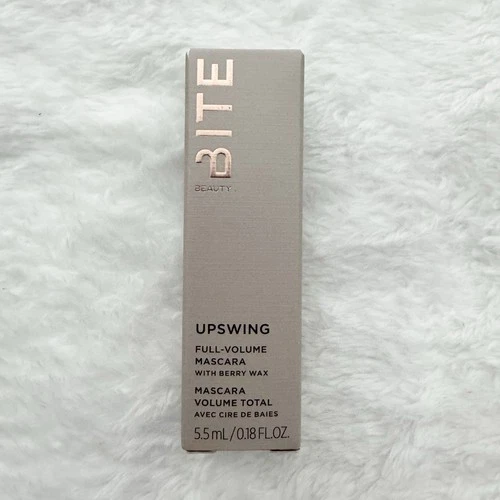 BITE
BEAUTY
UPSWING
FULL-VOLUME
MASCARA
WITH BERRY WAX
MASCARA
VOLUME TOTAL
AVEC CIRE DE BAIES
5.5 mL/0.18 FL.OZ.